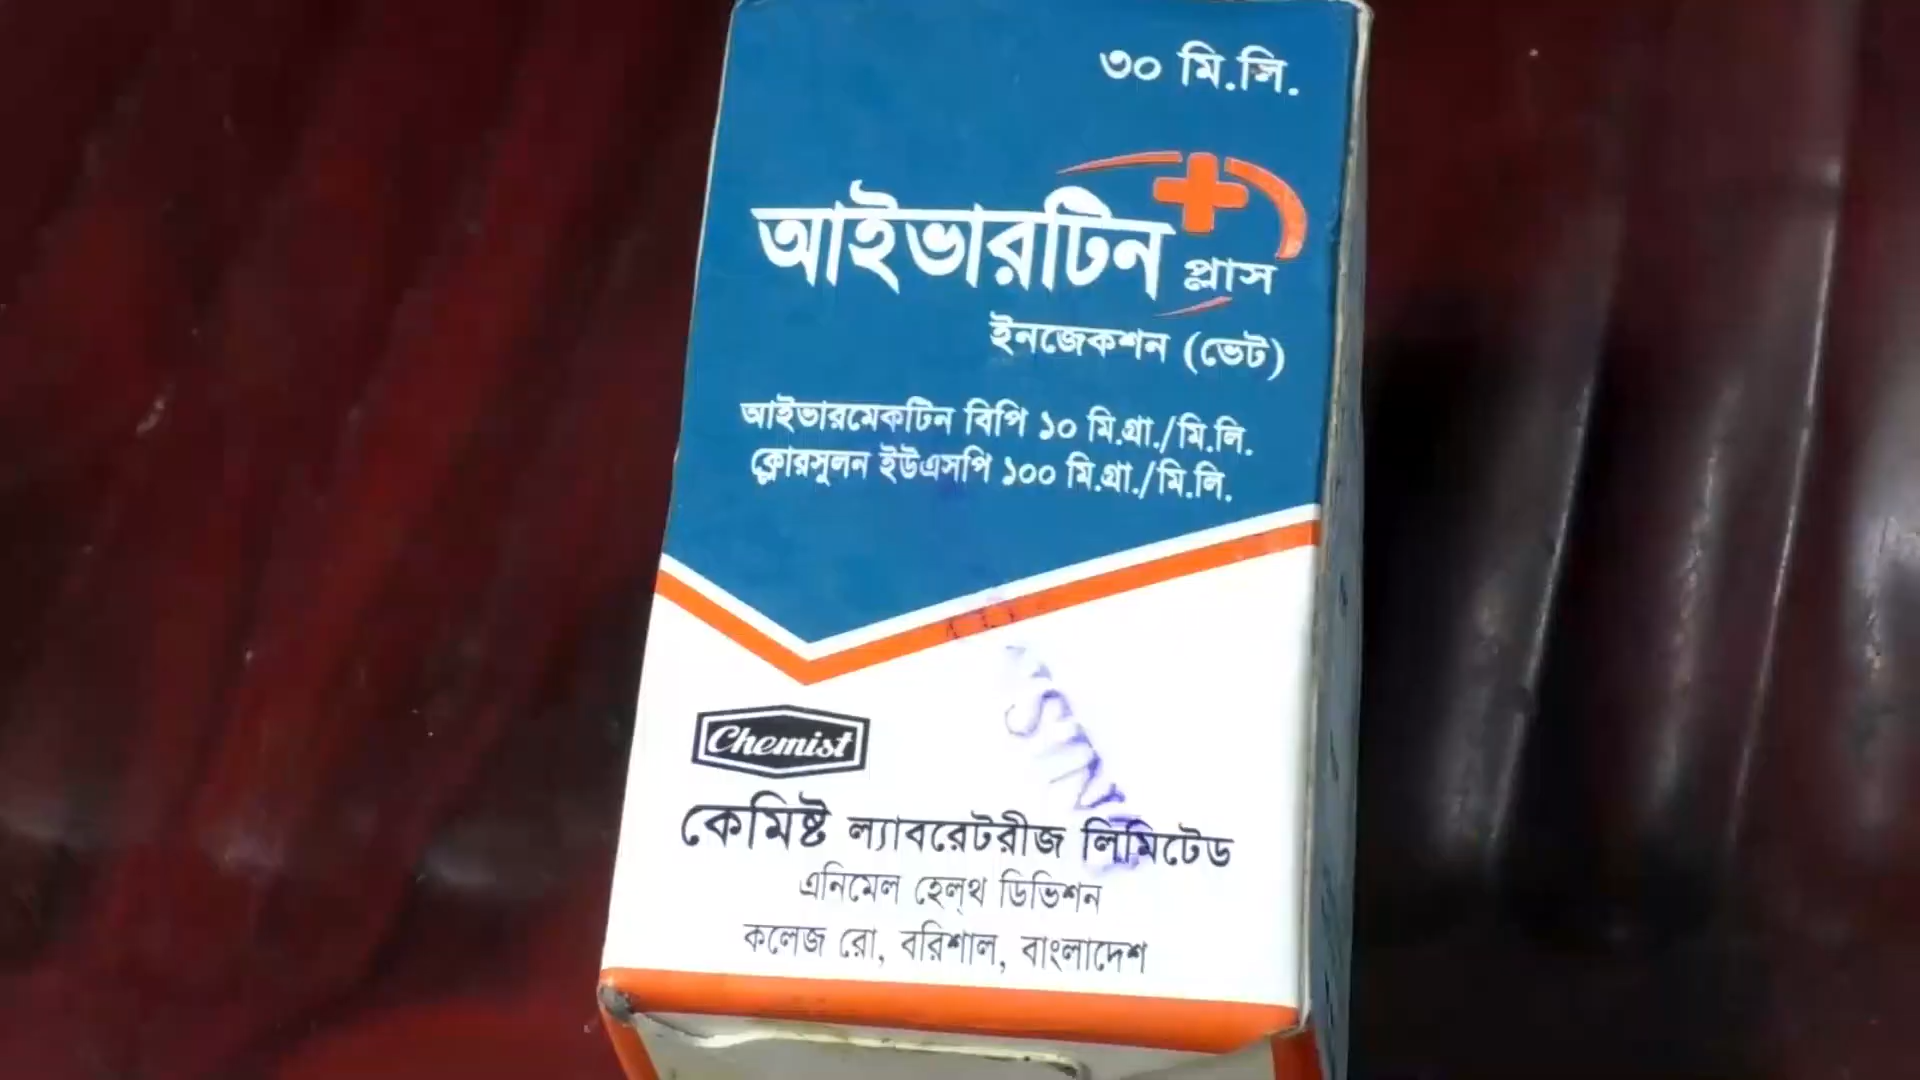 ৩০ মি.লি.
আইভারটিন প্লাস
ইনজেকশন (ভেট)
আইভারমেকটিন বিপি ১০ মি.গ্রা./মি.লি.
ক্লোরসুলন ইউএসপি ১০০ মি.গ্রা./মি.লি.
Chemist
কেমিষ্ট ল্যাবরেটরীজ লিমিটেড
এনিমেল হেল্‌থ ডিভিশন
কলেজ রো, বরিশাল, বাংলাদেশ